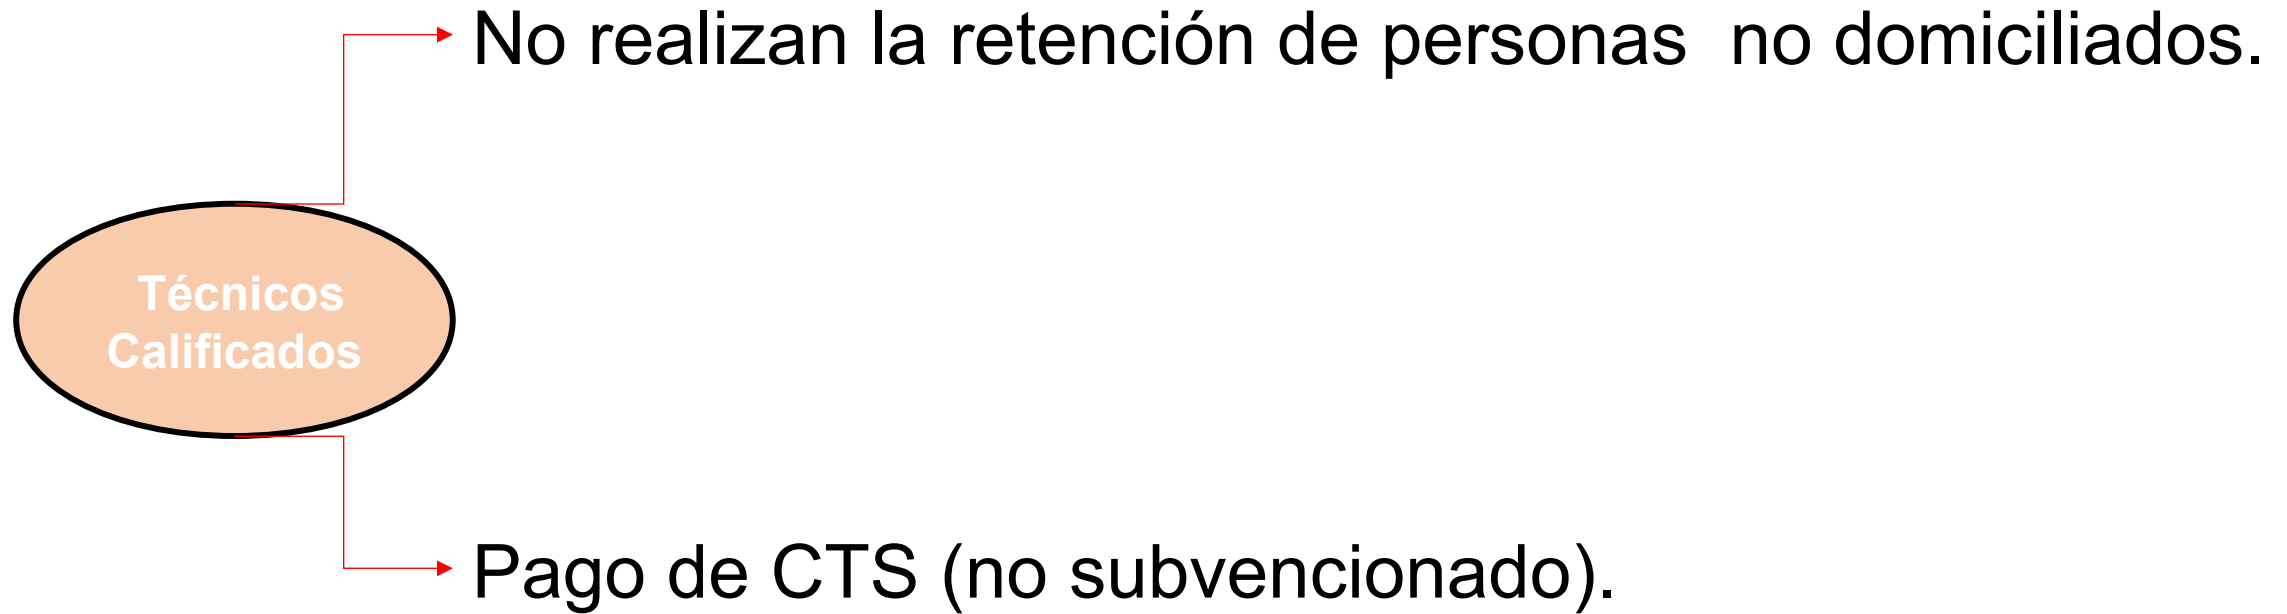 No realizan la retención de personas  no domiciliados.
Técnicos
Calificados
Pago de CTS (no subvencionado).